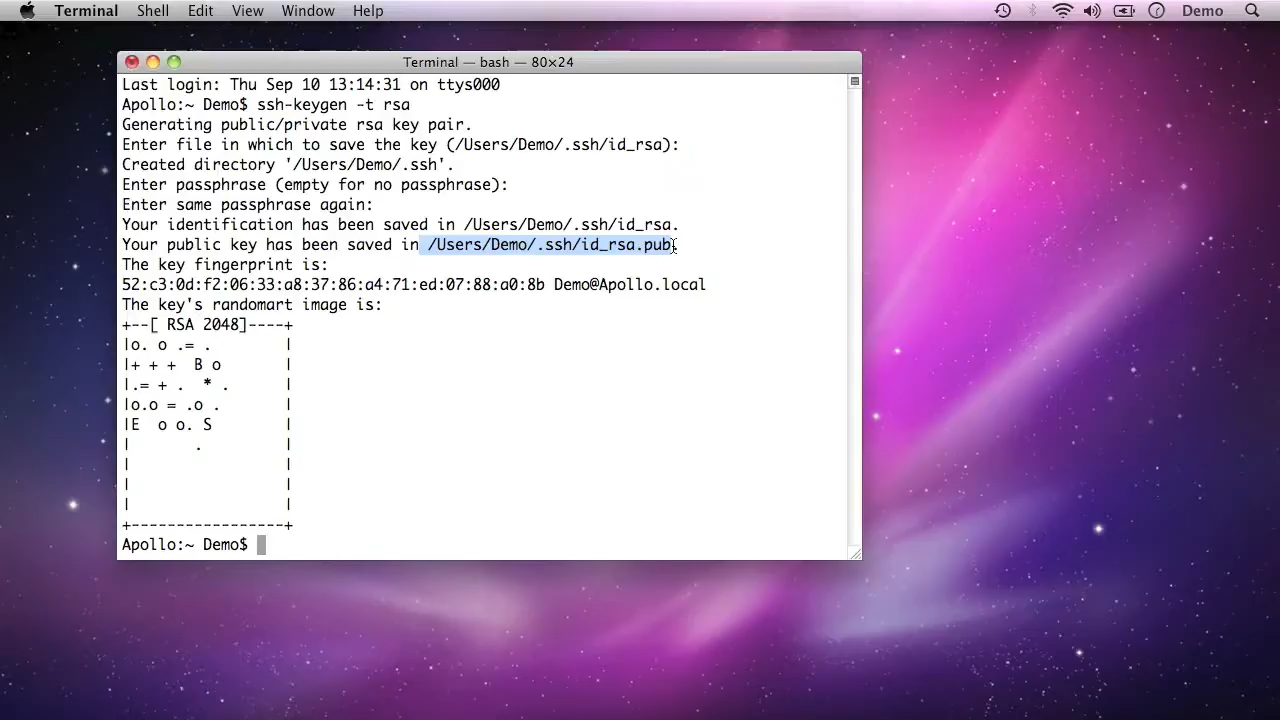 Terminal Shell Edit View Window Help Demo
Terminal — bash — 80×24
Last login: Thu Sep 10 13:14:31 on ttys000
Apollo:~ Demo$ ssh-keygen -t rsa
Generating public/private rsa key pair.
Enter file in which to save the key (/Users/Demo/.ssh/id_rsa):
Created directory '/Users/Demo/.ssh'.
Enter passphrase (empty for no passphrase):
Enter same passphrase again:
Your identification has been saved in /Users/Demo/.ssh/id_rsa.
Your public key has been saved in /Users/Demo/.ssh/id_rsa.pub.
The key fingerprint is:
52:c3:0d:f2:06:33:a8:37:86:a4:71:ed:07:88:a0:8b Demo@Apollo.local
The key's randomart image is:
+--[ RSA 2048]----+
|o. o .= .        |
|+ + +  B o       |
|.= + .  * .      |
|o.o = .o .       |
|E  o o. S        |
|       .         |
|                 |
|                 |
|                 |
+-----------------+
Apollo:~ Demo$